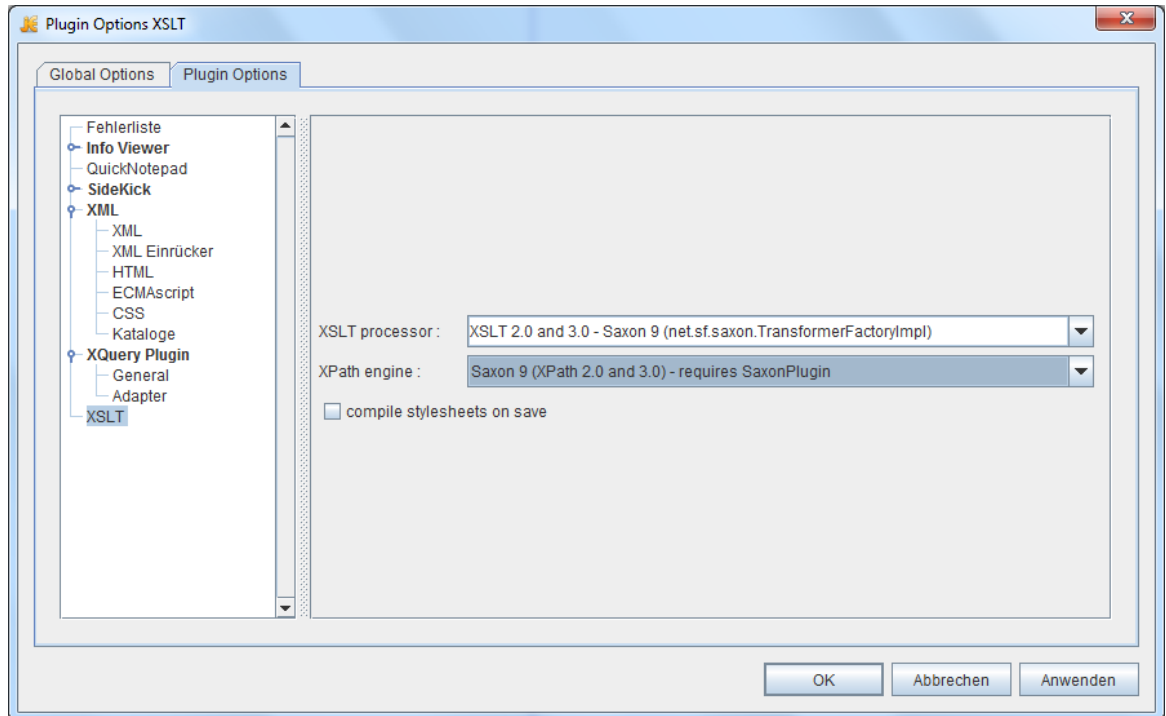 Plugin Options XSLT
Global Options
Plugin Options
Fehlerliste
Info Viewer
QuickNotepad
SideKick
XML
XML
XML Einrücker
HTML
ECMAscript
CSS
Kataloge
XQuery Plugin
General
Adapter
XSLT
XSLT processor :
XSLT 2.0 and 3.0 - Saxon 9 (net.sf.saxon.TransformerFactoryImpl)
XPath engine :
Saxon 9 (XPath 2.0 and 3.0) - requires SaxonPlugin
compile stylesheets on save
OK
Abbrechen
Anwenden